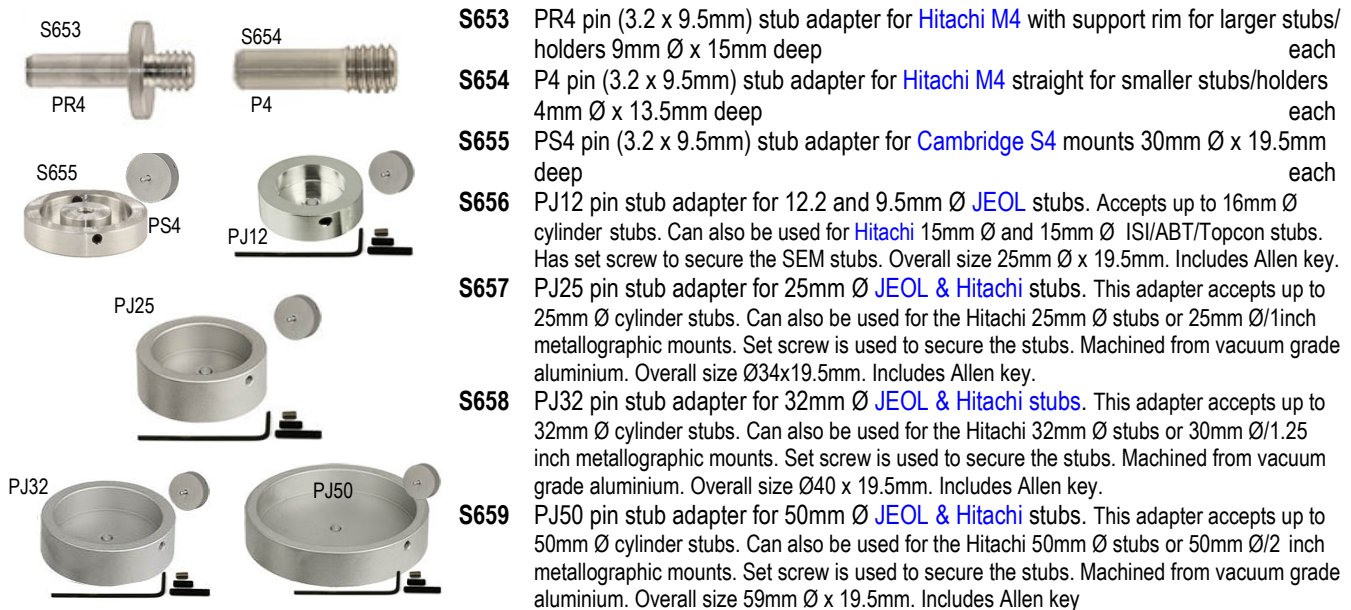 S653
S654
PR4
P4
S655
PS4
PJ12
PJ25
PJ32
PJ50
S653 PR4 pin (3.2 x 9.5mm) stub adapter for Hitachi M4 with support rim for larger stubs/
holders 9mm Ø x 15mm deep each
S654 P4 pin (3.2 x 9.5mm) stub adapter for Hitachi M4 straight for smaller stubs/holders
4mm Ø x 13.5mm deep each
S655 PS4 pin (3.2 x 9.5mm) stub adapter for Cambridge S4 mounts 30mm Ø x 19.5mm
deep each
S656 PJ12 pin stub adapter for 12.2 and 9.5mm Ø JEOL stubs. Accepts up to 16mm Ø
cylinder stubs. Can also be used for Hitachi 15mm Ø and 15mm Ø ISI/ABT/Topcon stubs.
Has set screw to secure the SEM stubs. Overall size 25mm Ø x 19.5mm. Includes Allen key.
S657 PJ25 pin stub adapter for 25mm Ø JEOL & Hitachi stubs. This adapter accepts up to
25mm Ø cylinder stubs. Can also be used for the Hitachi 25mm Ø stubs or 25mm Ø/1inch
metallographic mounts. Set screw is used to secure the stubs. Machined from vacuum grade
aluminium. Overall size Ø34x19.5mm. Includes Allen key.
S658 PJ32 pin stub adapter for 32mm Ø JEOL & Hitachi stubs. This adapter accepts up to
32mm Ø cylinder stubs. Can also be used for the Hitachi 32mm Ø stubs or 30mm Ø/1.25
inch metallographic mounts. Set screw is used to secure the stubs. Machined from vacuum
grade aluminium. Overall size Ø40 x 19.5mm. Includes Allen key.
S659 PJ50 pin stub adapter for 50mm Ø JEOL & Hitachi stubs. This adapter accepts up to
50mm Ø cylinder stubs. Can also be used for the Hitachi 50mm Ø stubs or 50mm Ø/2 inch
metallographic mounts. Set screw is used to secure the stubs. Machined from vacuum grade
aluminium. Overall size 59mm Ø x 19.5mm. Includes Allen key